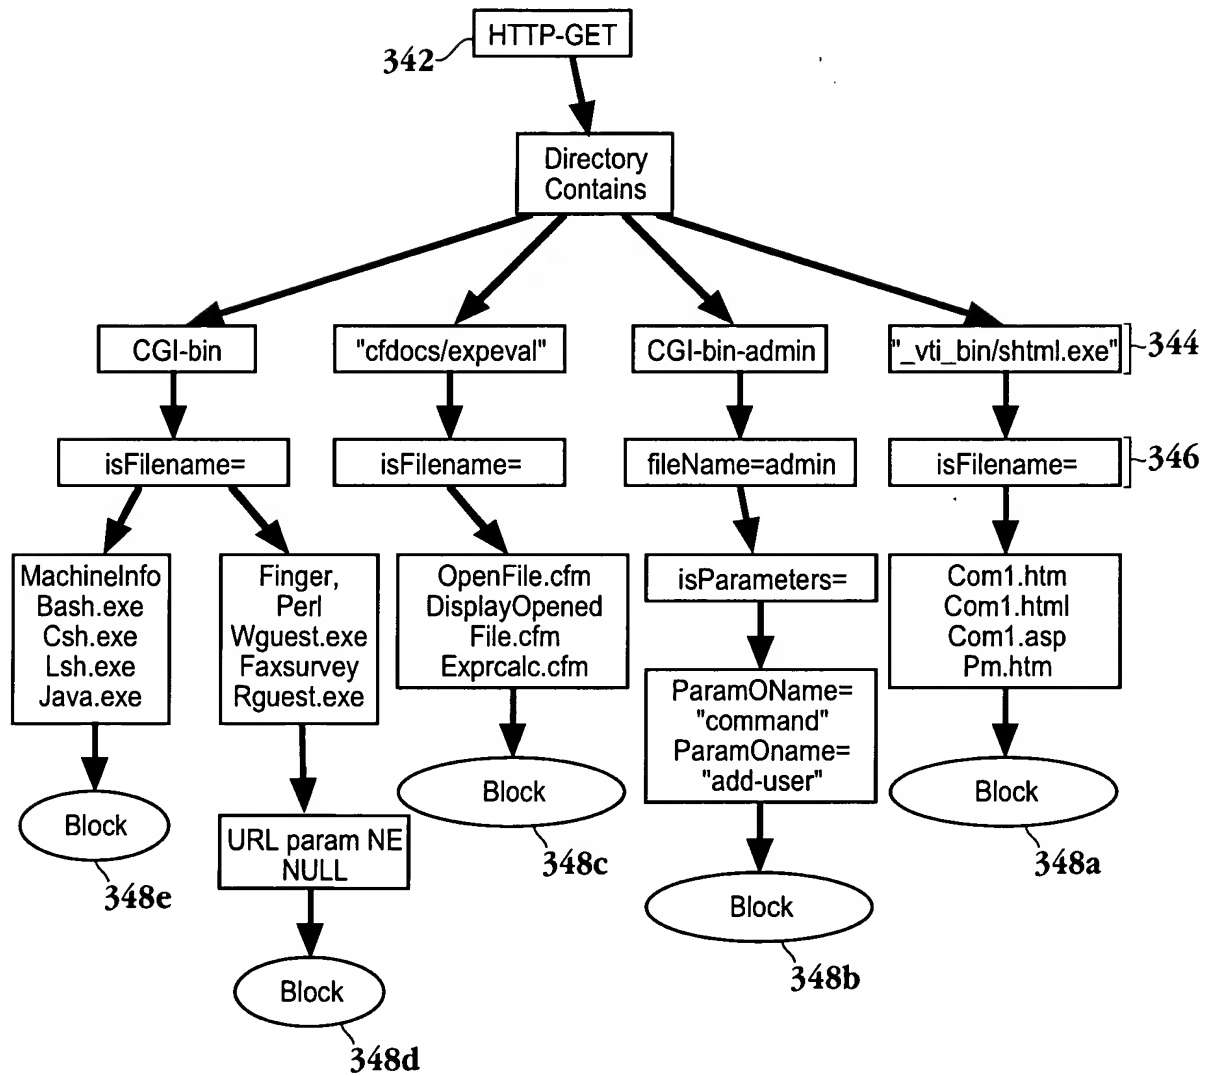 HTTP-GET
342
Directory
Contains
CGI-bin
"cfdocs/expeval"
CGI-bin-admin
"_vti_bin/shtml.exe"
344
isFilename=
isFilename=
fileName=admin
isFilename=
346
MachineInfo
Bash.exe
Csh.exe
Lsh.exe
Java.exe
Finger,
Perl
Wguest.exe
Faxsurvey
Rguest.exe
OpenFile.cfm
DisplayOpened
File.cfm
Exprcalc.cfm
isParameters=
Com1.htm
Com1.html
Com1.asp
Pm.htm
ParamOName=
"command"
ParamOname=
"add-user"
Block
348e
URL param NE
NULL
Block
348c
Block
348a
Block
348b
Block
348d